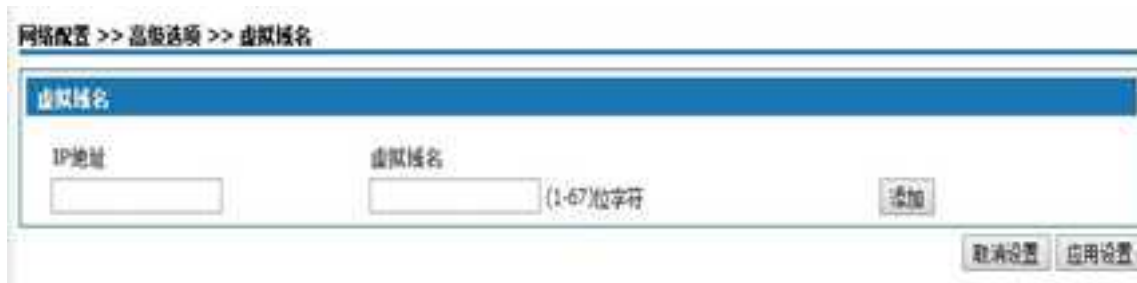 网络配置 >> 高级选项 >> 虚拟域名
虚拟域名
IP地址 虚拟域名
(1-67)位字符 添加
取消设置 应用设置